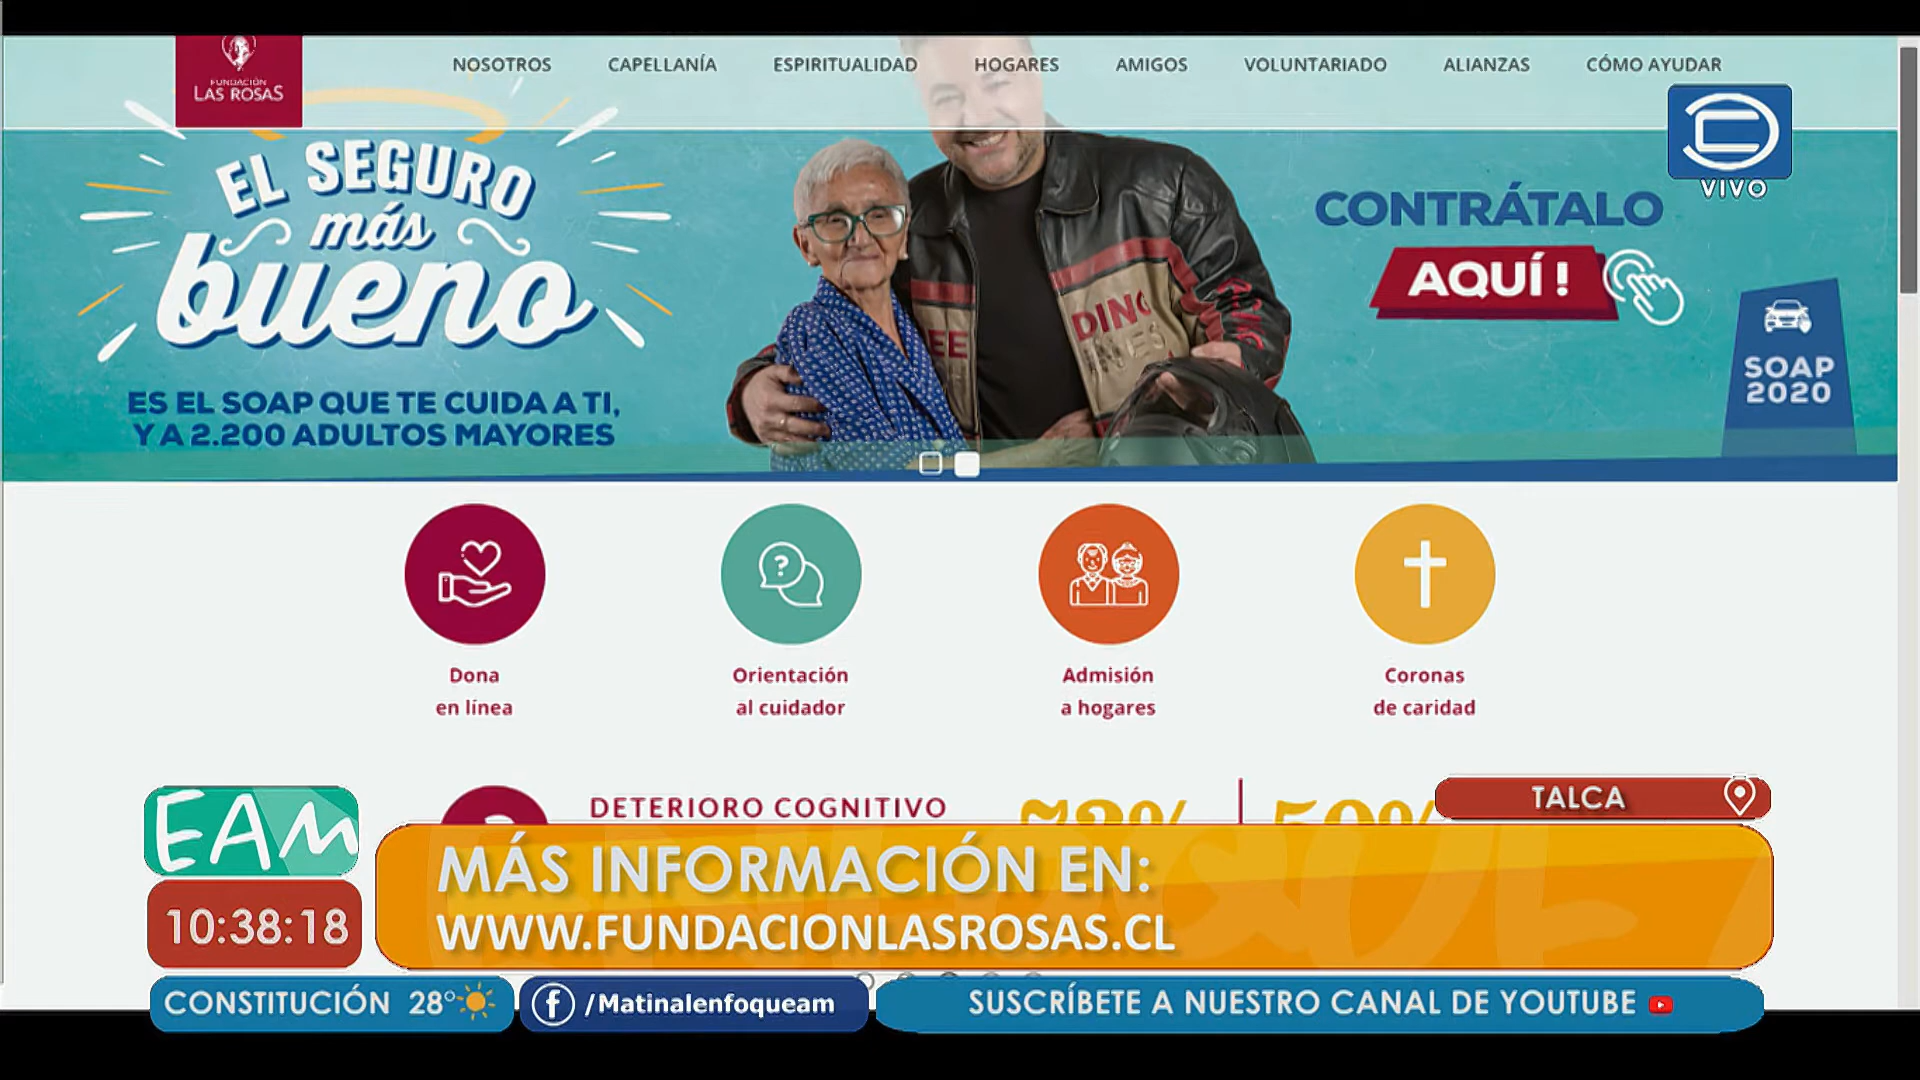 FUNDACIÓN
LAS ROSAS
NOSOTROS
CAPELLANÍA
ESPIRITUALIDAD
HOGARES
AMIGOS
VOLUNTARIADO
ALIANZAS
CÓMO AYUDAR
VIVO
EL SEGURO
más
bueno
ES EL SOAP QUE TE CUIDA A TI,
Y A 2.200 ADULTOS MAYORES
CONTRÁTALO
AQUÍ !
SOAP
2020
Dona
en línea
Orientación
al cuidador
Admisión
a hogares
Coronas
de caridad
DETERIORO COGNITIVO
TALCA
EAM
MÁS INFORMACIÓN EN:
WWW.FUNDACIONLASROSAS.CL
10:38:18
CONSTITUCIÓN 28°
/Matinalenfoqueam
SUSCRÍBETE A NUESTRO CANAL DE YOUTUBE